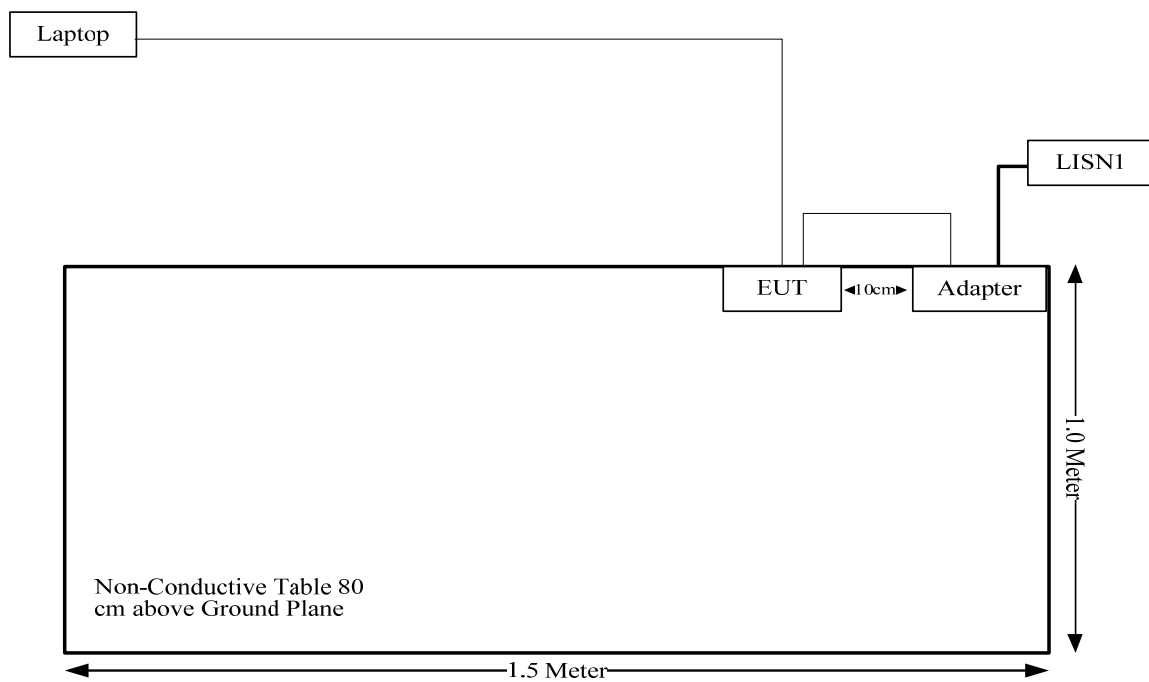 Laptop
LISN1
EUT
10cm
Adapter
1.0 Meter
Non-Conductive Table 80
cm above Ground Plane
1.5 Meter